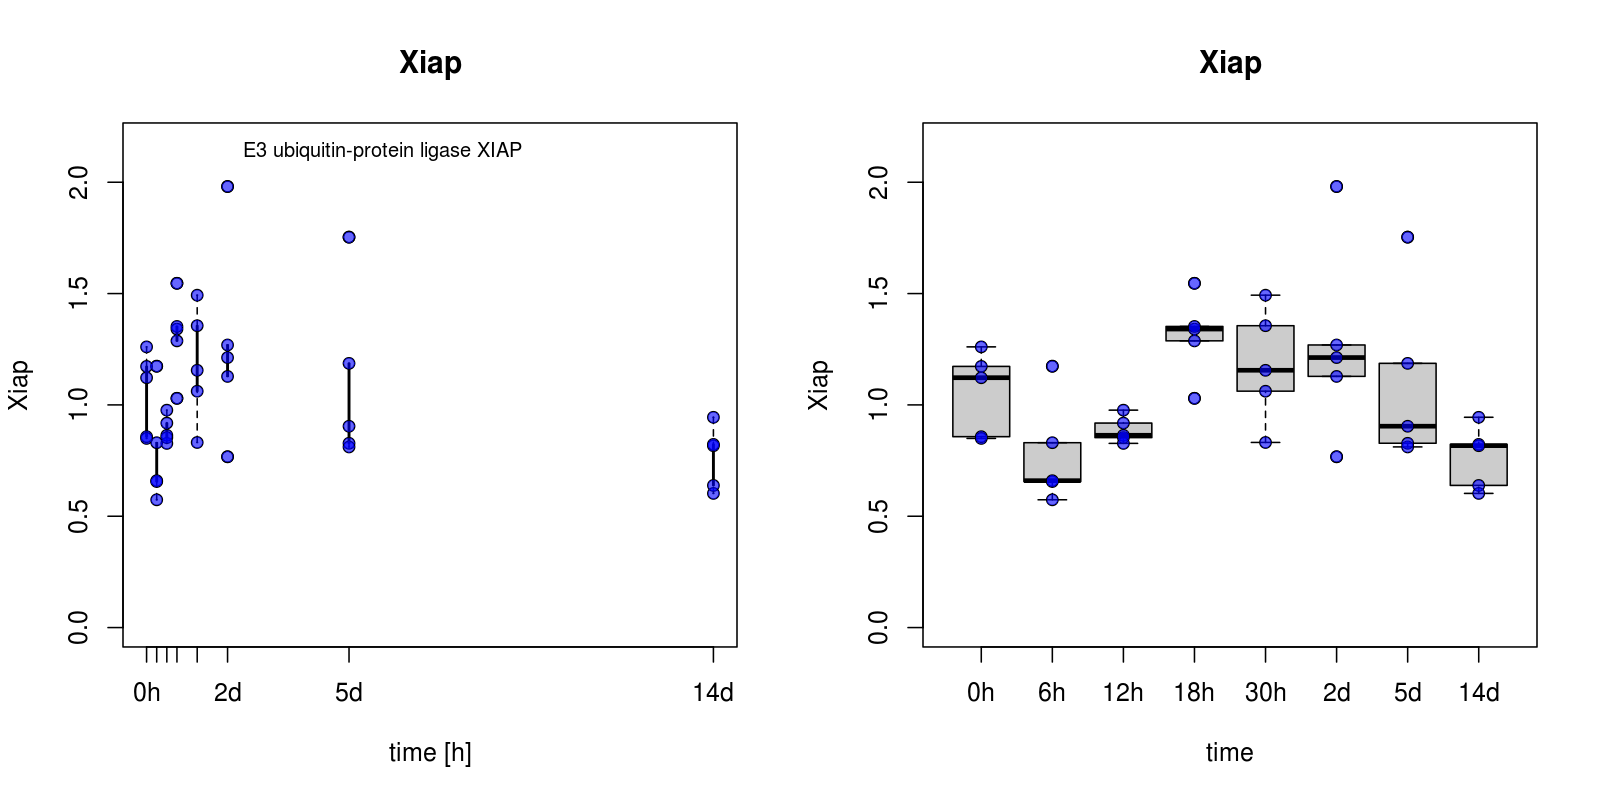 Xiap
E3 ubiquitin-protein ligase XIAP
Xiap
2.0
1.5
1.0
0.5
0.0
0h 2d 5d 14d
time [h]
Xiap
Xiap
2.0
1.5
1.0
0.5
0.0
0h 6h 12h 18h 30h 2d 5d 14d
time